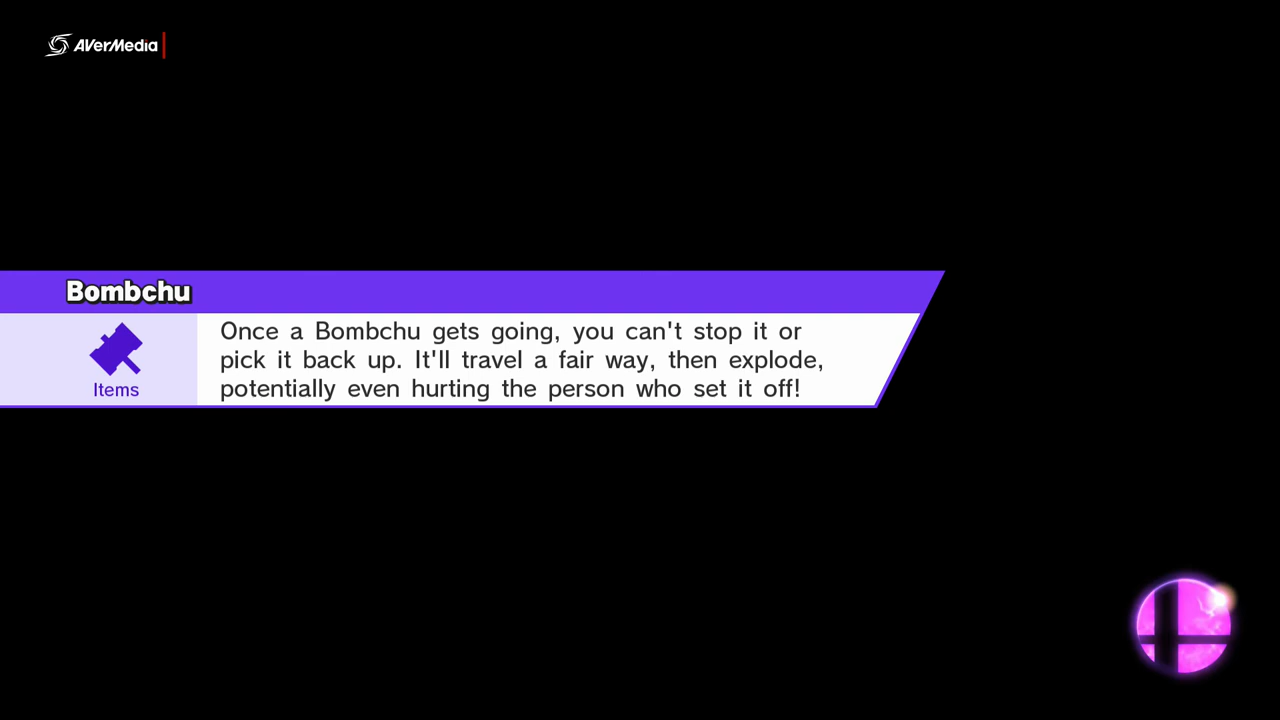 AVerMedia
Bombchu
Items
Once a Bombchu gets going, you can't stop it or
pick it back up. It'll travel a fair way, then explode,
potentially even hurting the person who set it off!